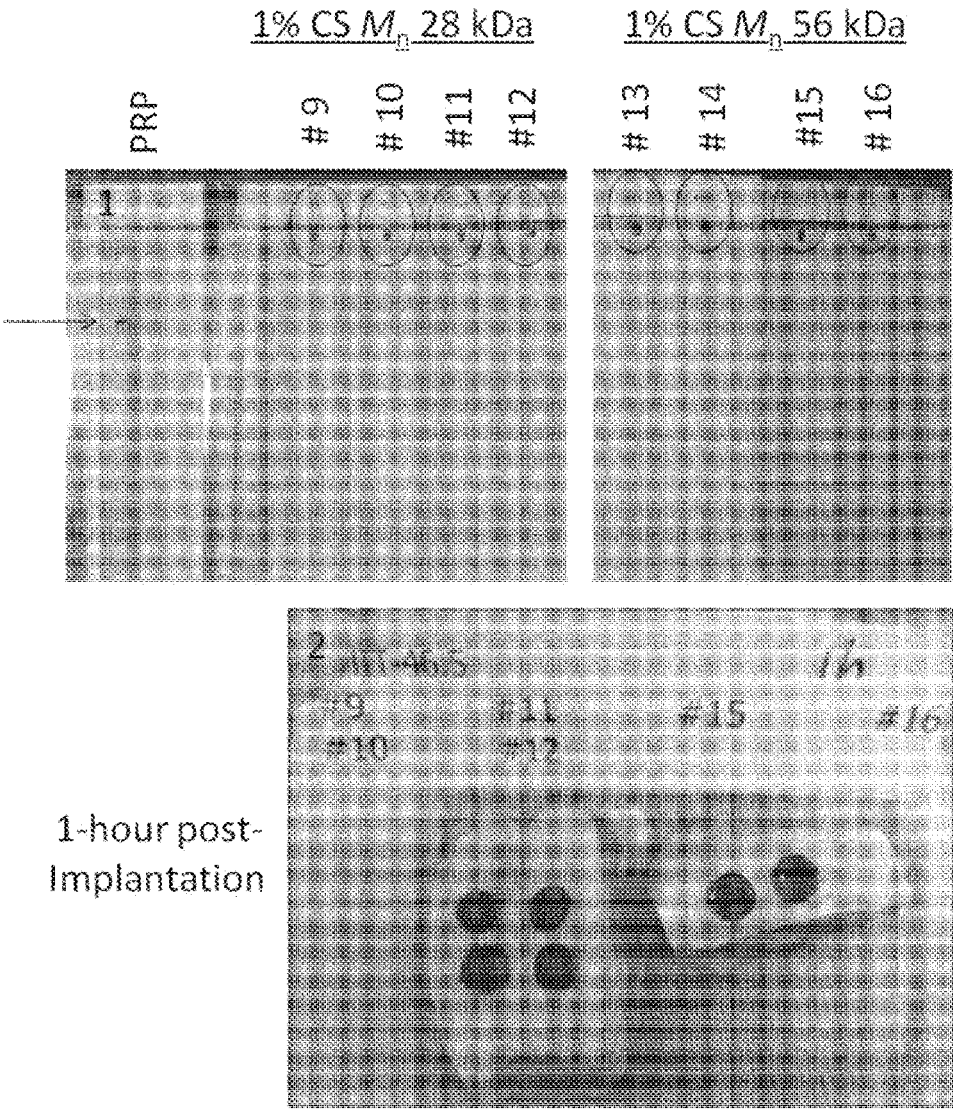 1% CS Mn 28 kDa 1% CS Mn 56 kDa
PRP #9 #10 #11 #12 #13 #14 #15 #16
1
2
1h
#9 #11 #15 #16
#10 #12
1-hour post-
Implantation